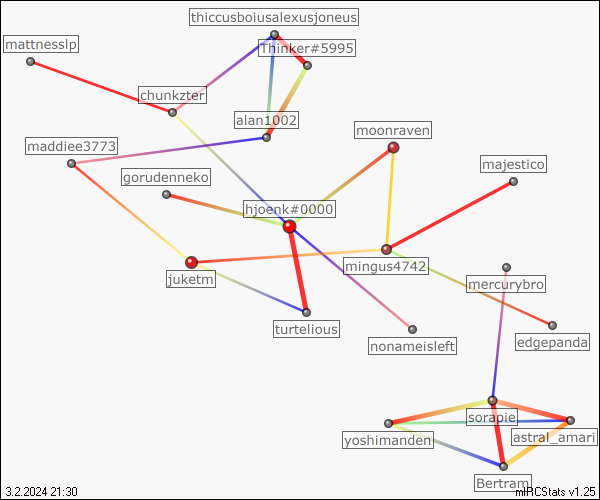 thiccusboiusalexusjoneus
mattnesslp
Thinker#5995
chunkzter
alan1002
moonraven
maddiee3773
majestico
gorudenneko
hjoenk#0000
mingus4742
juketm
mercurybro
turtelious
nonameisleft
edgepanda
sorapie
yoshimanden
astral_amari
Bertram
3.2.2024 21:30
mIRCStats v1.25